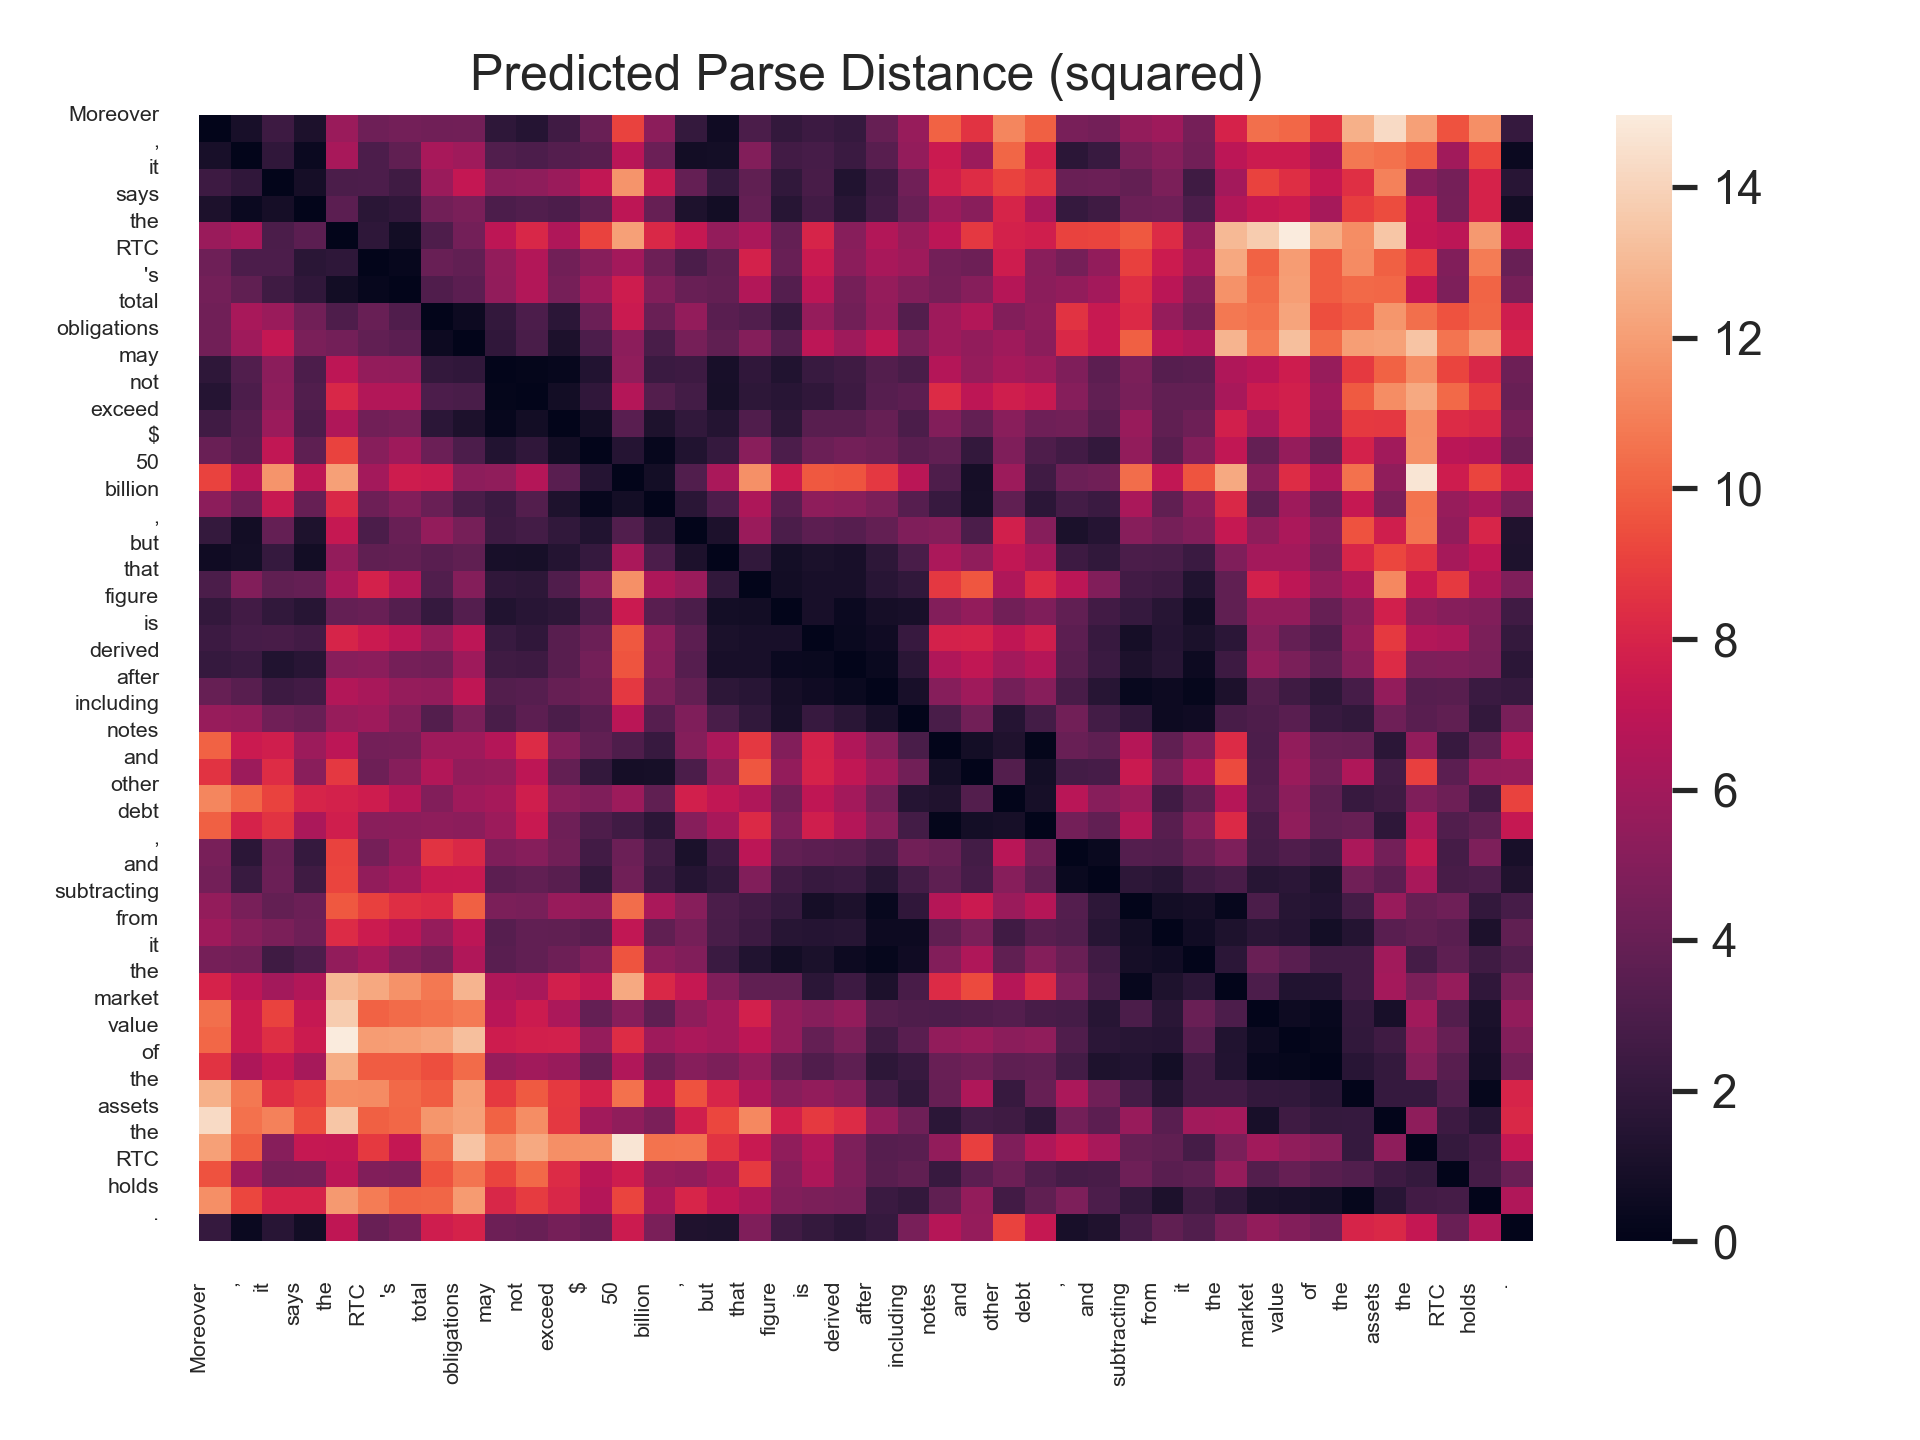 Predicted Parse Distance (squared)
Moreover
,
it
says
the
RTC
's
total
obligations
may
not
exceed
$
50
billion
,
but
that
figure
is
derived
after
including
notes
and
other
debt
,
and
subtracting
from
it
the
market
value
of
the
assets
the
RTC
holds
.
14
12
10
8
6
4
2
0
Moreover
,
it
says
the
RTC
's
total
obligations
may
not
exceed
$
50
billion
,
but
that
figure
is
derived
after
including
notes
and
other
debt
,
and
subtracting
from
it
the
market
value
of
the
assets
the
RTC
holds
.